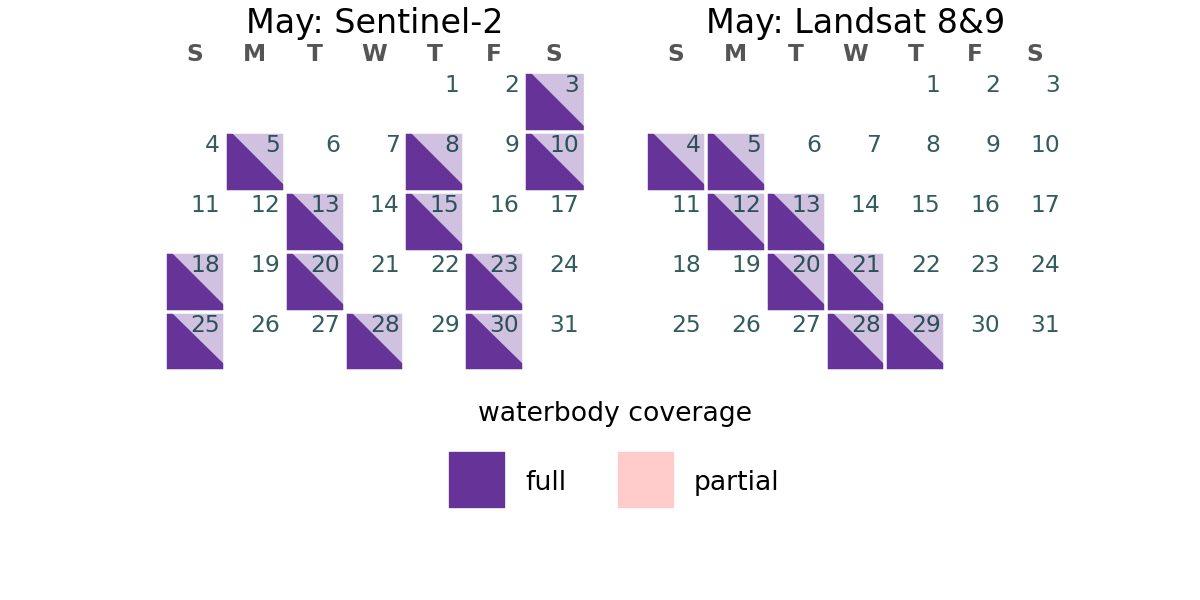 May: Sentinel-2
S M T W T F S
1 2 3
4 5 6 7 8 9 10
11 12 13 14 15 16 17
18 19 20 21 22 23 24
25 26 27 28 29 30 31
May: Landsat 8&9
S M T W T F S
1 2 3
4 5 6 7 8 9 10
11 12 13 14 15 16 17
18 19 20 21 22 23 24
25 26 27 28 29 30 31
waterbody coverage
full partial